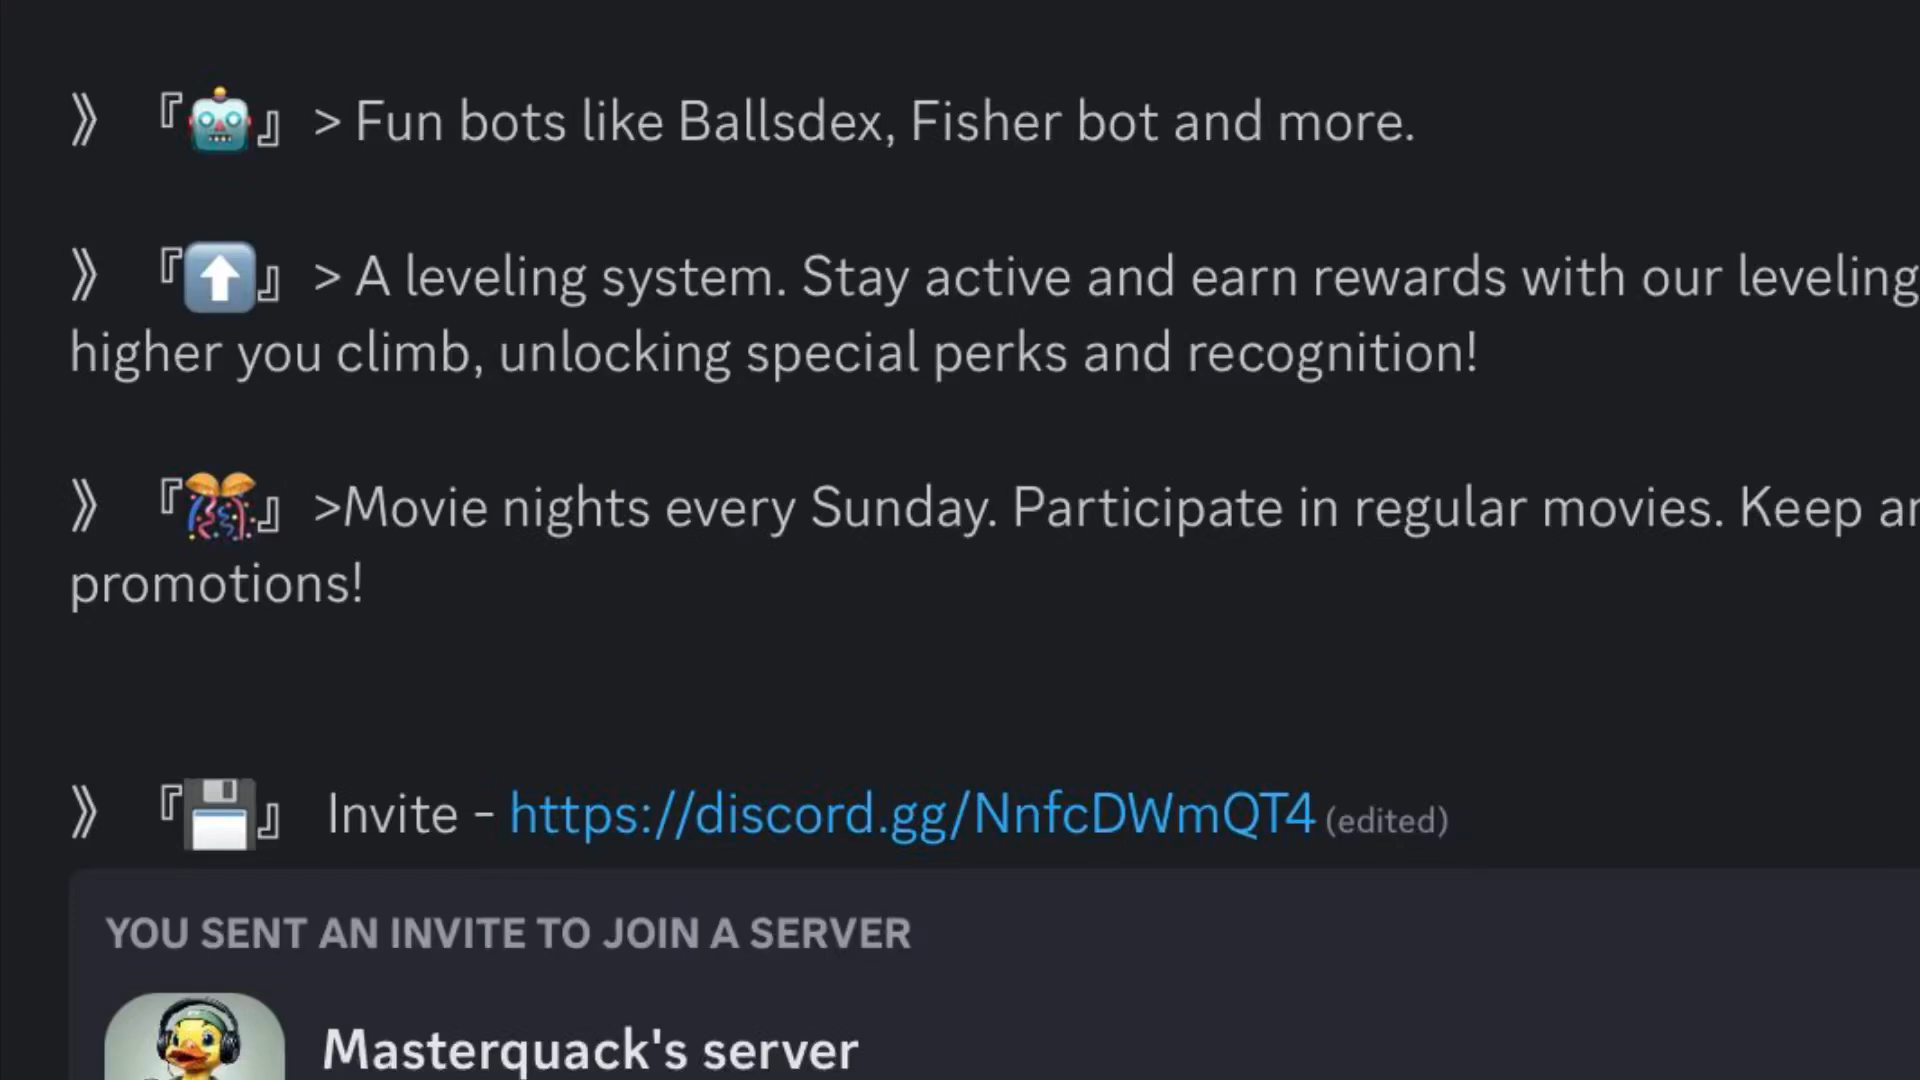 》 『🤖』 > Fun bots like Ballsdex, Fisher bot and more.
》 『⬆️』 > A leveling system. Stay active and earn rewards with our leveling
higher you climb, unlocking special perks and recognition!
》 『🎊』 >Movie nights every Sunday. Participate in regular movies. Keep
promotions!
》 『💾』 Invite - https://discord.gg/NnfcDWmQT4 (edited)
YOU SENT AN INVITE TO JOIN A SERVER
Masterquack's server